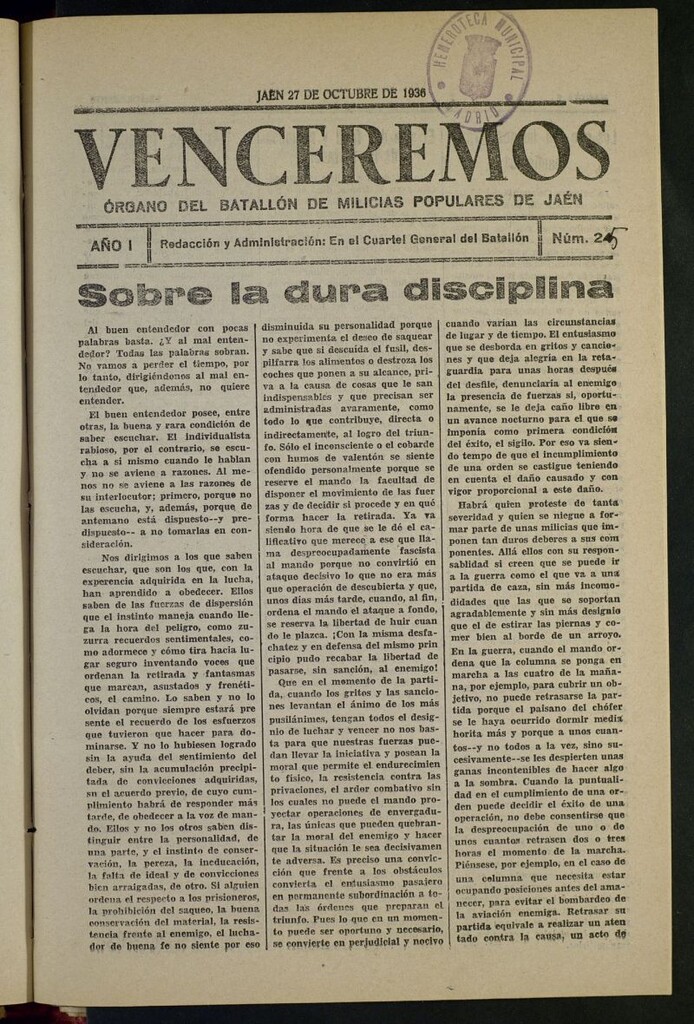 HEMEROTECA MUNICIPAL
MADRID
JAÉN 27 DE OCTUBRE DE 1936
VENCEREMOS
ÓRGANO DEL BATALLÓN DE MILICIAS POPULARES DE JAÉN
AÑO I
Redacción y Administración: En el Cuartel General del Batallón
Núm. 25
Sobre la dura disciplina
Al buen entendedor con pocas
palabras basta. ¿Y al mal enten-
dedor? Todas las palabras sobran.
No vamos a perder el tiempo, por
lo tanto, dirigiéndonos al mal en-
tendedor que, además, no quiere
entender.
El buen entendedor posee, entre
otras, la buena y rara condición de
saber escuchar. El individualista
rabioso, por el contrario, se escu-
cha a si mismo cuando le hablan
y no se aviene a razones. Al me-
nos no se aviene a las razones de
su interlocutor; primero, porque no
las escucha, y, además, porque de
antemano está dispuesto--y pre-
dispuesto-- a no tomarlas en con-
sideración.
Nos dirigimos a los que saben
escuchar, que son los que, con la
experencia adquirida en la lucha,
han aprendido a obedecer. Ellos
saben de las fuerzas de dispersión
que el instinto maneja cuando lle-
ga la hora del peligro, como zu-
zurra recuerdos sentimentales, co-
mo adormece y cómo tira hacia lu-
gar seguro inventando voces que
ordenan la retirada y fantasmas
que marcan, asustados y frenéti-
cos, el camino. Lo saben y no lo
olvidan porque siempre estará pre
sente el recuerdo de los esfuerzos
que tuvieron que hacer para do-
minarse. Y no lo hubiesen logrado
sin la ayuda del sentimiento del
deber, sin la acumulación precipi-
tada de convicciones adquiridas,
sn el acuerdo previo, de cuyo cum-
plimiento habrá de responder más
tarde, de obedecer a la voz de man-
do. Ellos y no los otros saben dis-
tinguir entre la personalidad, de
una parte, y el instinto de conser-
vación, la pereza, la ineducación,
la falta de ideal y de convicciones
bien arraigadas, de otro. Si alguien
ordena el respecto a los prisioneros,
la prohibición del saqueo, la buena
conservación del material, la resis-
tencia frente al enemigo, el lucha-
dor de buena fe no siente por eso
disminuida su personalidad porque
no experimenta el deseo de saquear
y sabe que si descuida el fusil, des-
pilfarra los alimentos o destroza los
coches que ponen a su alcance, pri-
va a la causa de cosas que le san
indispensables y que precisan ser
administradas avaramente, como
todo lo que contribuye, directa o
indirectamente, al logro del triun-
fo. Sólo el inconsciente o el cobarde
con humos de valentón se siente
ofendido personalmente porque se
reserve el mando la facultad de
disponer el movimiento de las fuer
zas y de decidir si procede y en qué
forma hacer la retirada. Ya va
siendo hora de que se le dé el ca-
lificativo que merece a ese que lla-
ma despreocupadamente fascista
al mando porque no convirtió en
ataque decisivo lo que no era más
que operación de descubierta y que,
unos días más tarde, cuando, al fin,
ordena el mando el ataque a fondo,
se reserva la libertad de huir cuan
do le plazca. ¡Con la misma desfa-
chatez y en defensa del mismo prin
cipio pudo recabar la libertad de
pasarse, sin sanción, al enemigo!
Que en el momento de la parti-
da, cuando los gritos y las canciones
levantan el ánimo de los más
pusilánimes, tengan todos el desig-
nio de luchar y vencer no nos bas-
ta para que nuestras fuerzas pue-
dan llevar la iniciativa y posean la
moral que permite el endurecimien
to físico, la resistencia contra las
privaciones, el ardor combativo sin
los cuales no puede el mando pro-
yectar operaciones de envergadu-
ra, las únicas que pueden quebran-
tar la moral del enemigo y hacer
que la situación le sea decisivamen
te adversa. Es preciso una convic-
ción que frente a los obstáculos
convierta el entusiasmo pasajero
en permanente subordinación a to-
das las órdenes que preparan el
triunfo. Pues lo que en un momen-
to puede ser oportuno y necesario,
se convierte en perjudicial y nocivo
cuando varían las circunstancias
de lugar y de tiempo. El entusiasmo
que se desborda en gritos y cancio-
nes y que deja alegría en la reta-
guardia para unas horas después
del desfile, denunciaría al enemigo
la presencia de fuerzas si, oportu-
namente, se le deja caño libre en
un avance nocturno para el que se
imponía como primera condición
del éxito, el sigilo. Por eso va sien-
do tempo de que el incumplimiento
de una orden se castigue teniendo
en cuenta el daño causado y con
vigor proporcional a este daño.
Habrá quien proteste de tanta
severidad y quien se niegue a for-
mar parte de unas milicias que im-
ponen tan duros deberes a sus com
ponentes. Allá ellos con su respon-
sablidad si creen que se puede ir
a la guerra como el que va a una
partida de caza, sin más incomo-
didades que las que se soportan
agradablemente y sin más designio
que el de estirar las piernas y co-
mer bien al borde de un arroyo.
En la guerra, cuando el mando or-
dena que la columna se ponga en
marcha a las cuatro de la maña-
na, por ejemplo, para cubrir un ob-
jetivo, no puede retrasarse la par-
tida porque el paisano del chófer
se le haya ocurrido dormir media
horita más y porque a unos cuan-
tos--y no todos a la vez, sino su-
cesivamente--se les despierten unas
ganas incontenibles de hacer algo
a la sombra. Cuando la puntuali-
dad en el cumplimiento de una or-
den puede decidir el éxito de una
operación, no debe consentirse que
la despreocupación de uno o de
unos cuantos retrasen dos o tres
horas el momento de la marcha.
Piénsese, por ejemplo, en el caso de
una columna que necesita estar
ocupando posiciones antes del ama-
necer, para evitar el bombardeo de
la aviación enemiga. Retrasar su
partida equivale a realizar un aten
tado contra la causa, un acto de